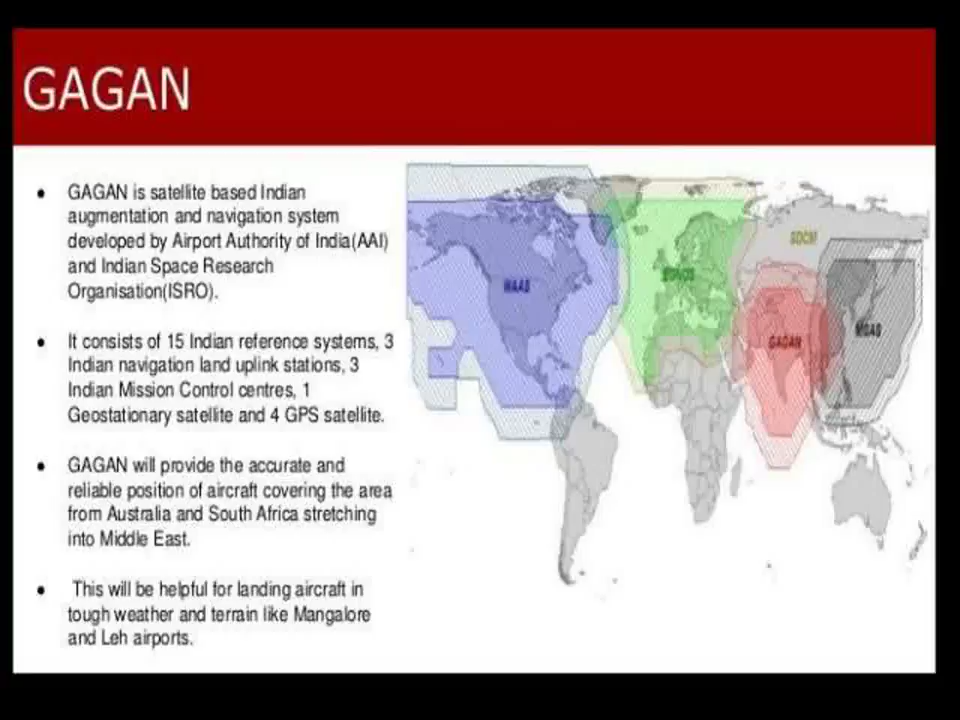 GAGAN
● GAGAN is satellite based Indian
augmentation and navigation system
developed by Airport Authority of India(AAI)
and Indian Space Research
Organisation(ISRO).
● It consists of 15 Indian reference systems, 3
Indian navigation land uplink stations, 3
Indian Mission Control centres, 1
Geostationary satellite and 4 GPS satellite.
● GAGAN will provide the accurate and
reliable position of aircraft covering the area
from Australia and South Africa stretching
into Middle East.
● This will be helpful for landing aircraft in
tough weather and terrain like Mangalore
and Leh airports.
WAAS
SDCM
GAGAN
MSAS